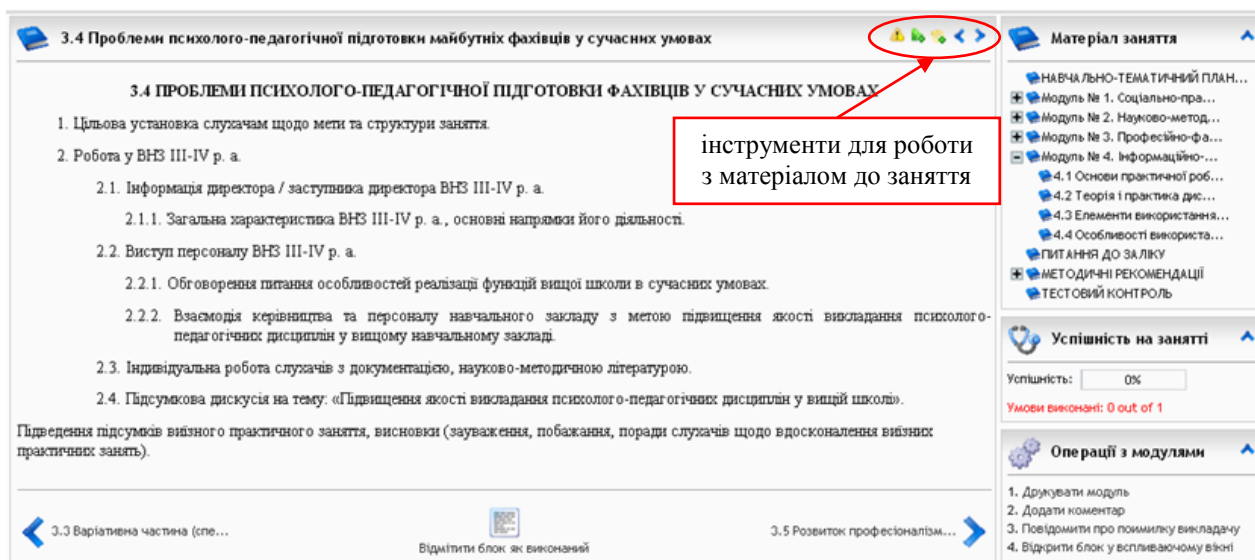 3.4 Проблеми психолого-педагогічної підготовки майбутніх фахівців у сучасних умовах
3.4 ПРОБЛЕМИ ПСИХОЛОГО-ПЕДАГОГІЧНОЇ ПІДГОТОВКИ ФАХІВЦІВ У СУЧАСНИХ УМОВАХ
1. Цільова установка слухачам щодо мети та структури заняття.
2. Робота у ВНЗ III-IV р. а.
2.1. Інформація директора / заступника директора ВНЗ III-IV р. а.
2.1.1. Загальна характеристика ВНЗ III-IV р. а., основні напрямки його діяльності.
2.2. Виступ персоналу ВНЗ III-IV р. а.
2.2.1. Обговорення питання особливостей реалізації функцій вищої школи в сучасних умовах.
2.2.2. Взаємодія керівництва та персоналу навчального закладу з метою підвищення якості викладання психолого-
педагогічних дисциплін у вищому навчальному закладі.
2.3. Індивідуальна робота слухачів з документацією, науково-методичною літературою.
2.4. Підсумкова дискусія на тему: «Підвищення якості викладання психолого-педагогічних дисциплін у вищій школі».
Підведення підсумків виїзного практичного заняття, висновки (зауваження, побажання, поради слухачів щодо вдосконалення виїзних
практичних занять).
інструменти для роботи
з матеріалом до заняття
3.3 Варіативна частина (спе...
Відмітити блок як виконаний
3.5 Розвиток професіоналізм...
Матеріал заняття
НАВЧАЛЬНО-ТЕМАТИЧНИЙ ПЛАН...
Модуль № 1. Соціально-пра...
Модуль № 2. Науково-метод...
Модуль № 3. Професійно-фа...
Модуль № 4. Інформаційно-...
4.1 Основи практичної роб...
4.2 Теорія і практика дис...
4.3 Елементи використання...
4.4 Особливості використа...
ПИТАННЯ ДО ЗАЛІКУ
МЕТОДИЧНІ РЕКОМЕНДАЦІЇ
ТЕСТОВИЙ КОНТРОЛЬ
Успішність на занятті
Успішність: 0%
Умови виконані: 0 out of 1
Операції з модулями
1. Друкувати модуль
2. Додати коментар
3. Повідомити про поимилку викладачу
4. Відкрити блок у вспливаючому вікні